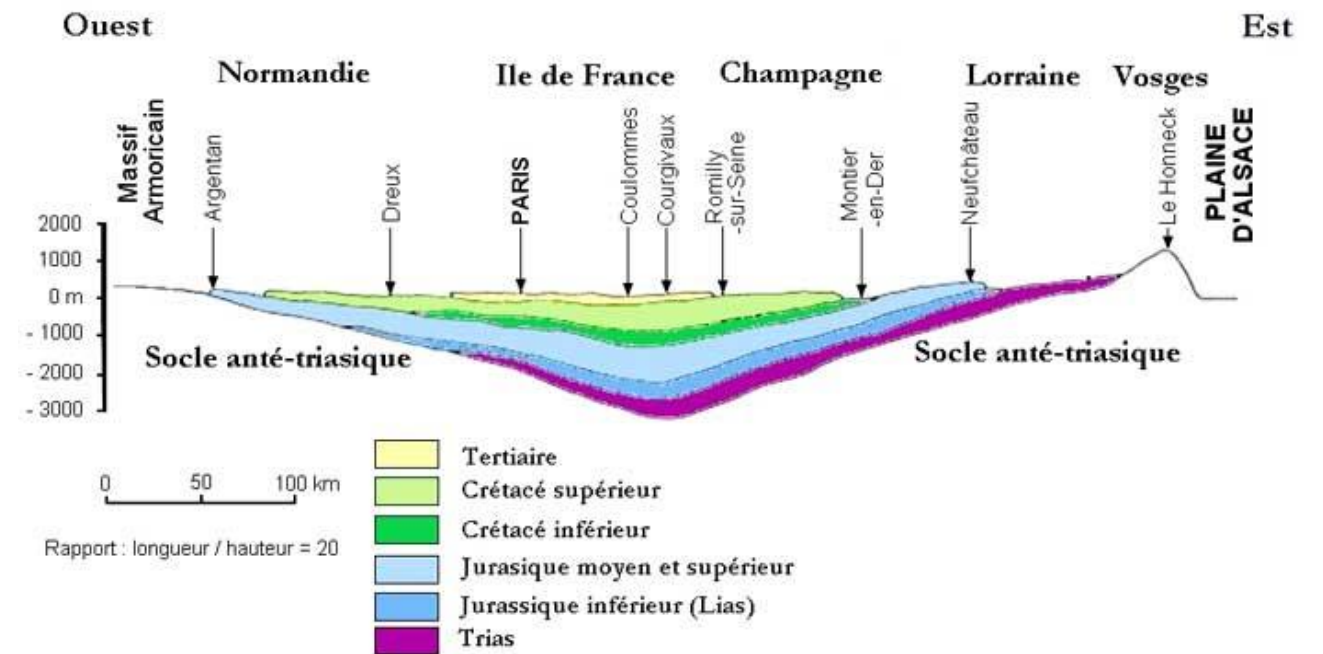 Ouest
Est
Normandie
Ile de France
Champagne
Lorraine
Vosges
Massif
Armoricain
Argentan
Dreux
PARIS
Coulommes
Courgivaux
Romilly
-sur-Seine
Montier
-en-Der
Neufchâteau
Le Honneck
PLAINE
D'ALSACE
2000
1000
0 m
- 1000
- 2000
- 3000
Socle anté-triasique
Socle anté-triasique
0 50 100 km
Rapport : longueur / hauteur = 20
Tertiaire
Crétacé supérieur
Crétacé inférieur
Jurasique moyen et supérieur
Jurassique inférieur (Lias)
Trias